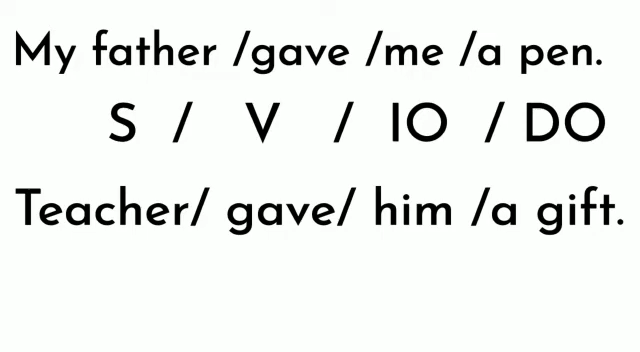 My father /gave /me /a pen.
S / V / IO / DO
Teacher/ gave/ him /a gift.